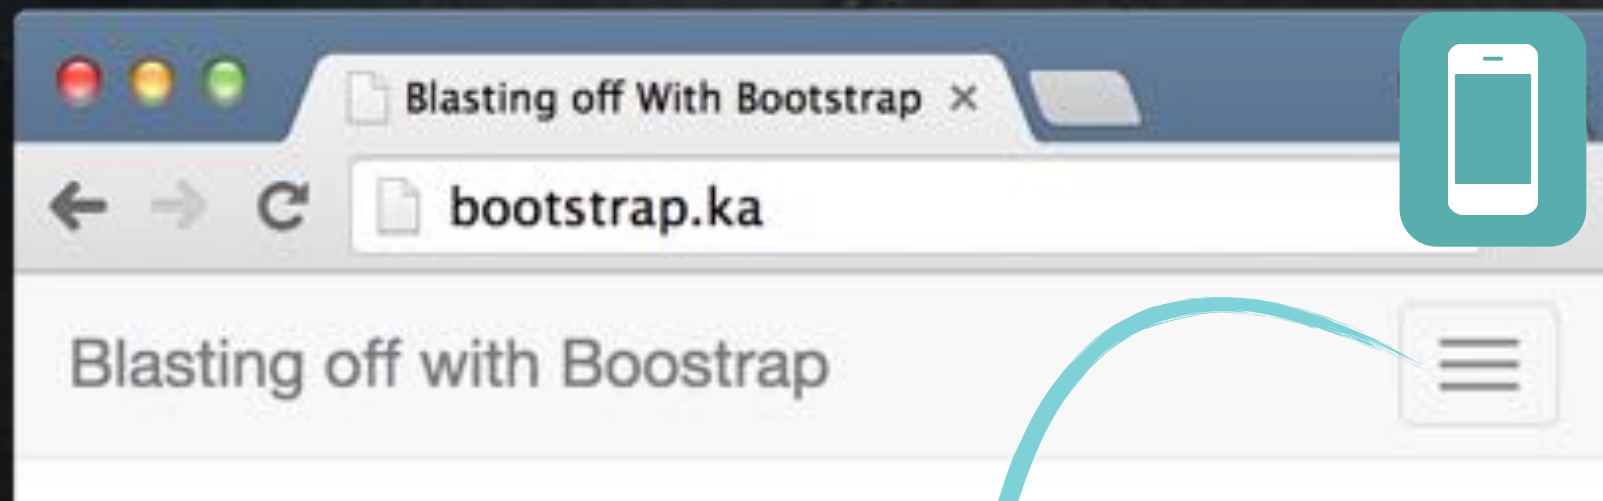 Blasting off With Bootstrap
bootstrap.ka
Blasting off with Boostrap